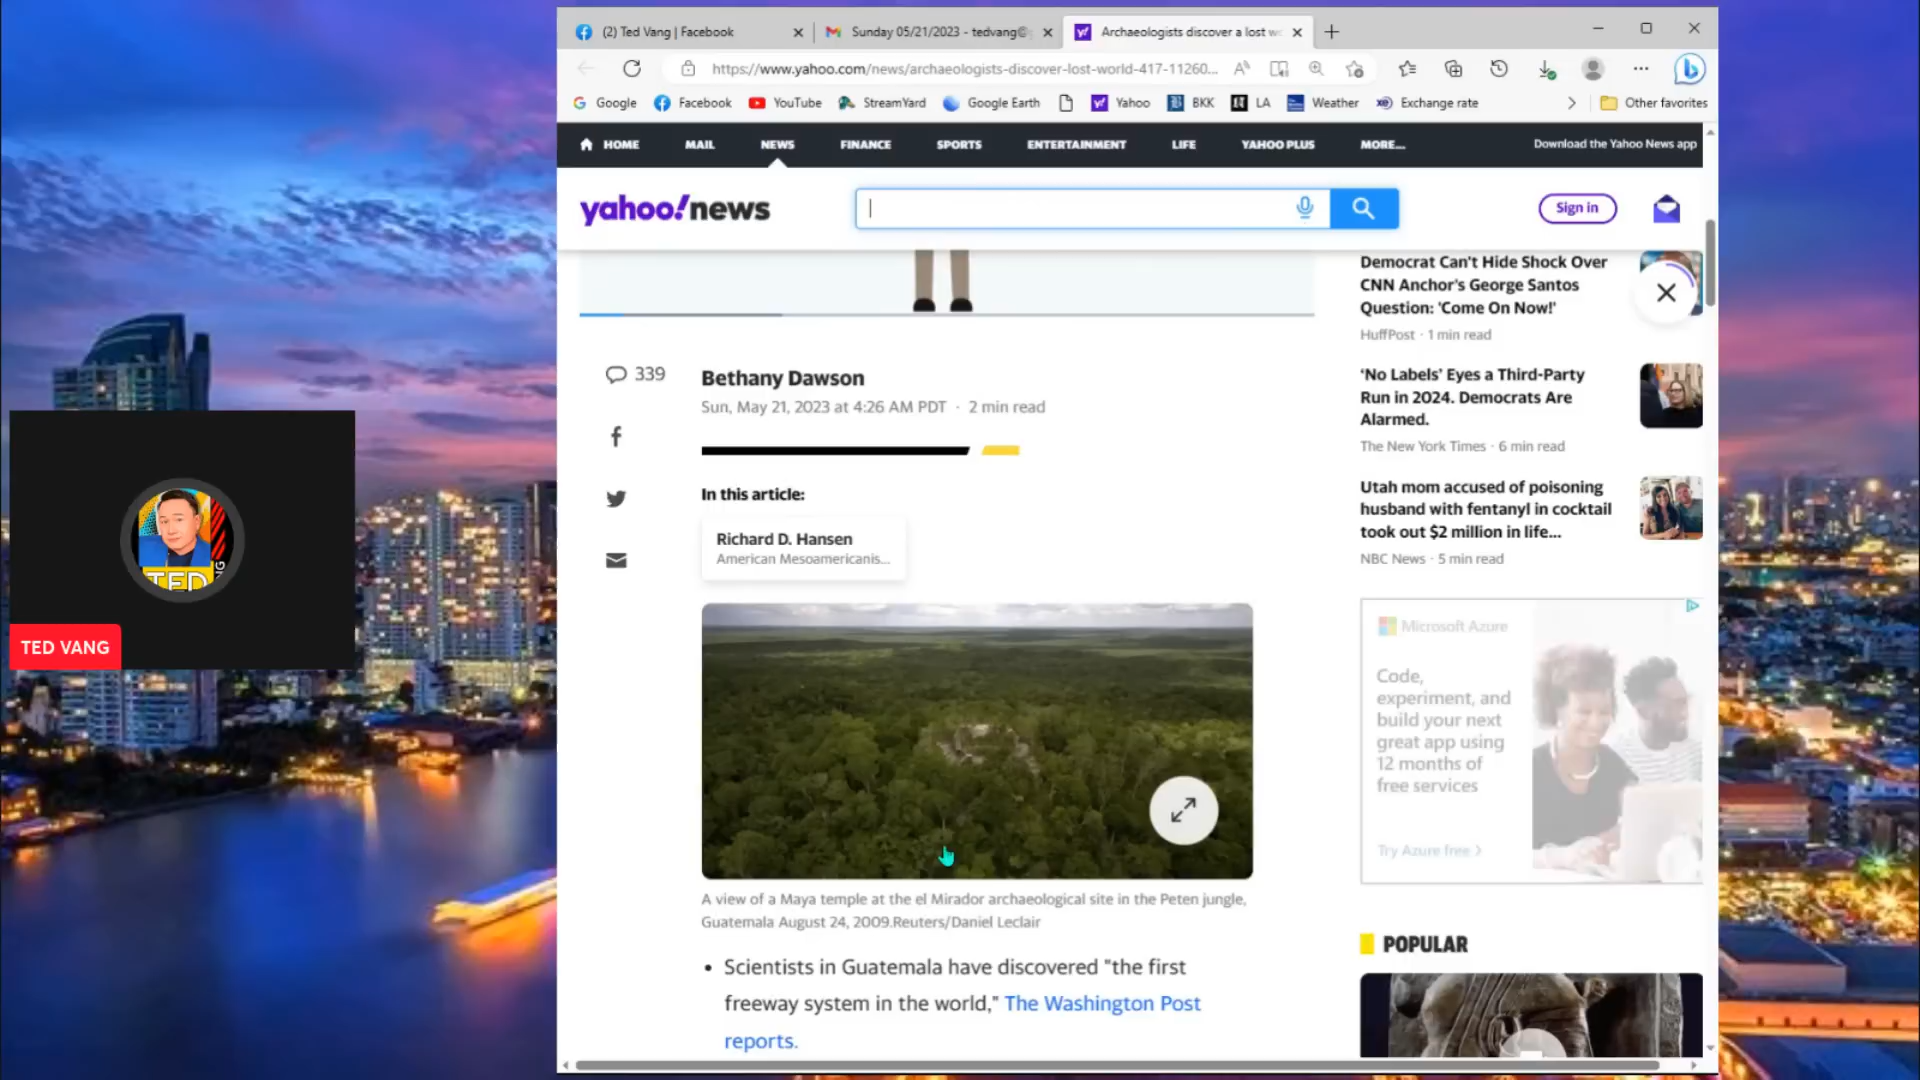 (2) Ted Vang | Facebook
Sunday 05/21/2023 - tedvang@
Archaeologists discover a lost w
https://www.yahoo.com/news/archaeologists-discover-lost-world-417-11260...
Google
Facebook
YouTube
StreamYard
Google Earth
Yahoo
BKK
LA
Weather
Exchange rate
Other favorites
HOME
MAIL
NEWS
FINANCE
SPORTS
ENTERTAINMENT
LIFE
YAHOO PLUS
MORE...
Download the Yahoo News app
yahoo!news
Sign in
Democrat Can't Hide Shock Over
CNN Anchor's George Santos
Question: 'Come On Now!'
HuffPost · 1 min read
339
Bethany Dawson
Sun, May 21, 2023 at 4:26 AM PDT · 2 min read
In this article:
Richard D. Hansen
American Mesoamericanis...
‘No Labels’ Eyes a Third-Party
Run in 2024. Democrats Are
Alarmed.
The New York Times · 6 min read
Utah mom accused of poisoning
husband with fentanyl in cocktail
took out $2 million in life...
NBC News · 5 min read
Microsoft Azure
Code,
experiment, and
build your next
great app using
12 months of
free services
Try Azure free >
TED
TED VANG
A view of a Maya temple at the el Mirador archaeological site in the Peten jungle,
Guatemala August 24, 2009.Reuters/Daniel Leclair
• Scientists in Guatemala have discovered "the first
freeway system in the world," The Washington Post
reports.
POPULAR